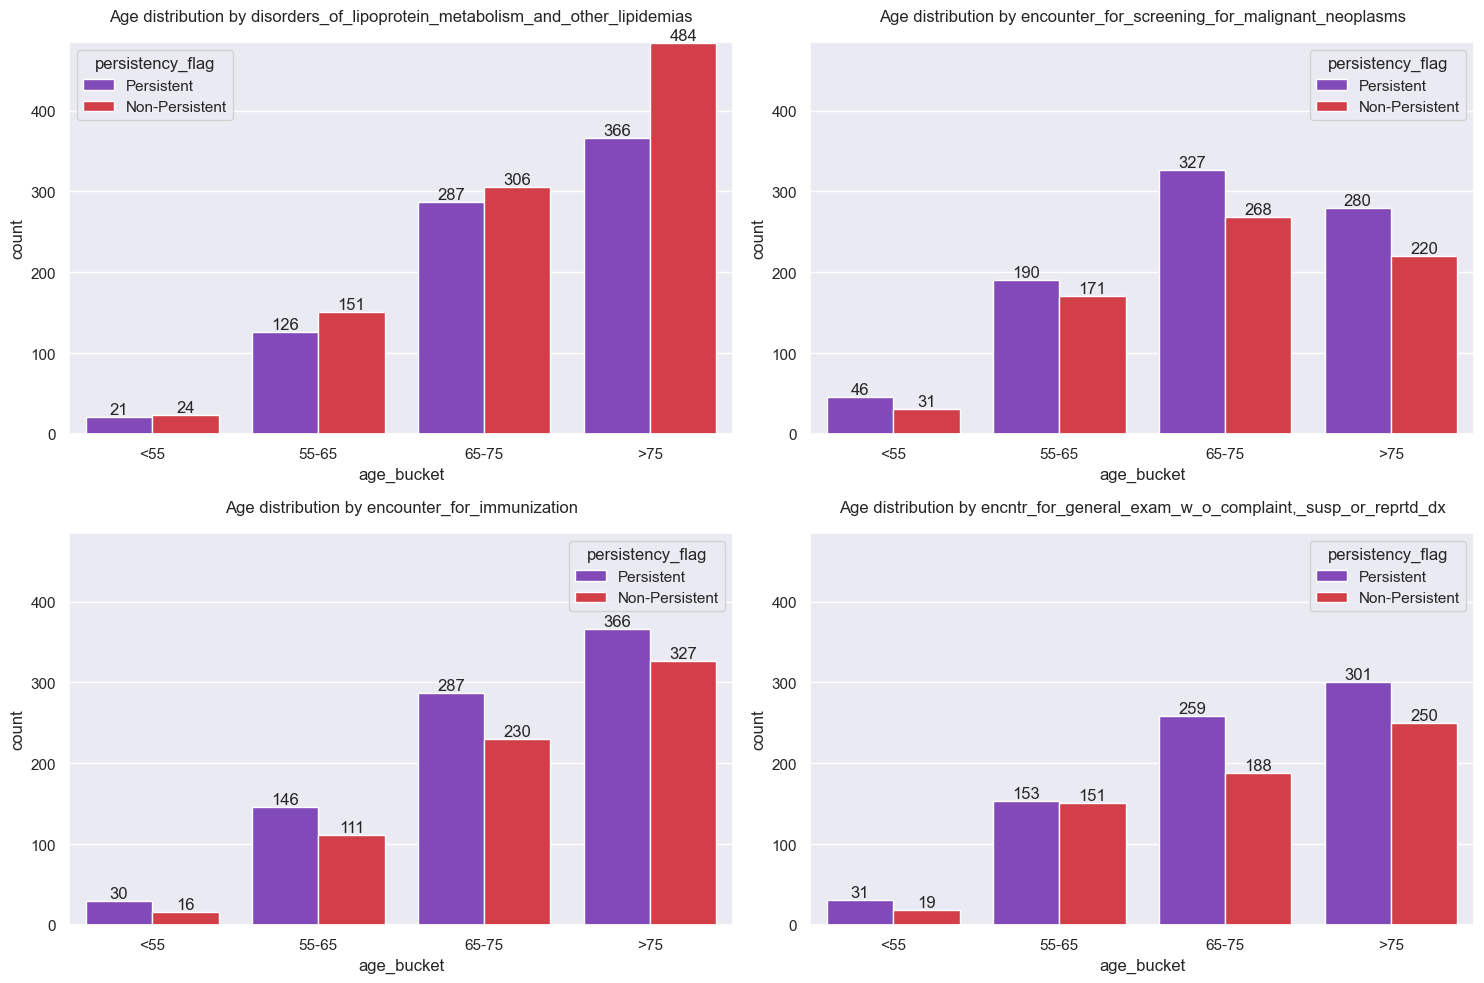 Age distribution by disorders_of_lipoprotein_metabolism_and_other_lipidemias
persistency_flag
Persistent
Non-Persistent
count
400
300
200
100
0
21
24
126
151
287
306
366
484
<55
55-65
65-75
>75
age_bucket
Age distribution by encounter_for_screening_for_malignant_neoplasms
persistency_flag
Persistent
Non-Persistent
count
400
300
200
100
0
46
31
190
171
327
268
280
220
<55
55-65
65-75
>75
age_bucket
Age distribution by encounter_for_immunization
persistency_flag
Persistent
Non-Persistent
count
400
300
200
100
0
30
16
146
111
287
230
366
327
<55
55-65
65-75
>75
age_bucket
Age distribution by encntr_for_general_exam_w_o_complaint,_susp_or_reprtd_dx
persistency_flag
Persistent
Non-Persistent
count
400
300
200
100
0
31
19
153
151
259
188
301
250
<55
55-65
65-75
>75
age_bucket